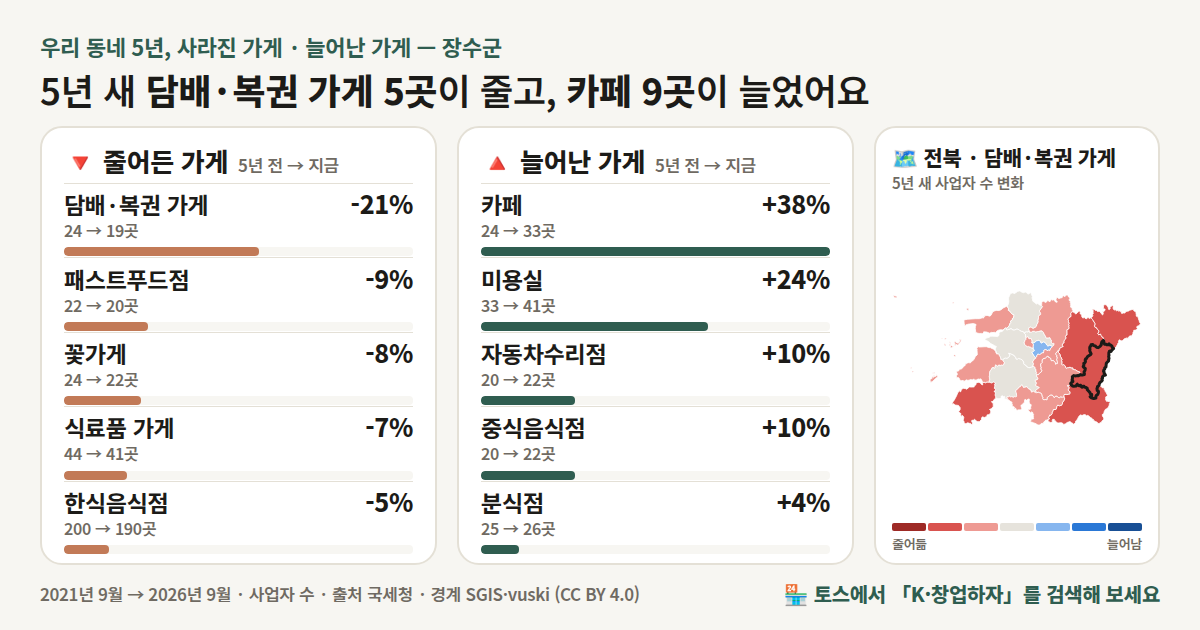 우리 동네 5년, 사라진 가게 · 늘어난 가게 — 장수군
5년 새 담배·복권 가게 5곳이 줄고, 카페 9곳이 늘었어요
줄어든 가게 5년 전 → 지금
담배·복권 가게 -21%
24 → 19곳
패스트푸드점 -9%
22 → 20곳
꽃가게 -8%
24 → 22곳
식료품 가게 -7%
44 → 41곳
한식음식점 -5%
200 → 190곳
늘어난 가게 5년 전 → 지금
카페 +38%
24 → 33곳
미용실 +24%
33 → 41곳
자동차수리점 +10%
20 → 22곳
중식음식점 +10%
20 → 22곳
분식점 +4%
25 → 26곳
전북 · 담배·복권 가게
5년 새 사업자 수 변화
줄어듦 늘어남
2021년 9월 → 2026년 9월 · 사업자 수 · 출처 국세청 · 경계 SGIS·vuski (CC BY 4.0)
토스에서 「K·창업하자」를 검색해 보세요